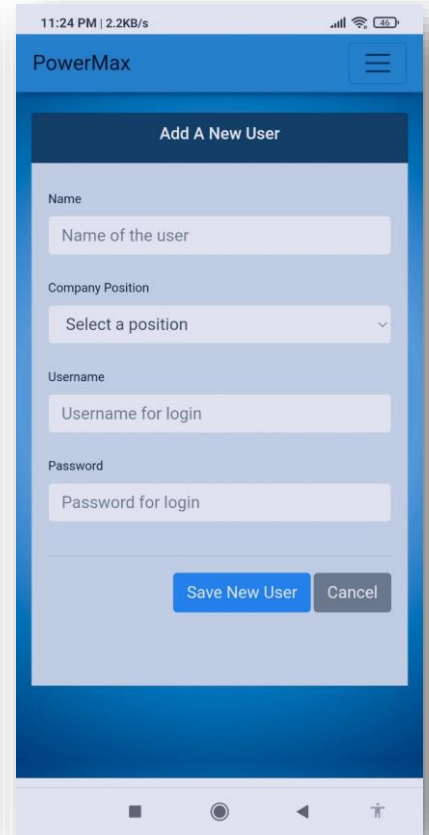 11:24 PM | 2.2KB/s 46
PowerMax
Add A New User
Name
Name of the user
Company Position
Select a position
Username
Username for login
Password
Password for login
Save New User Cancel